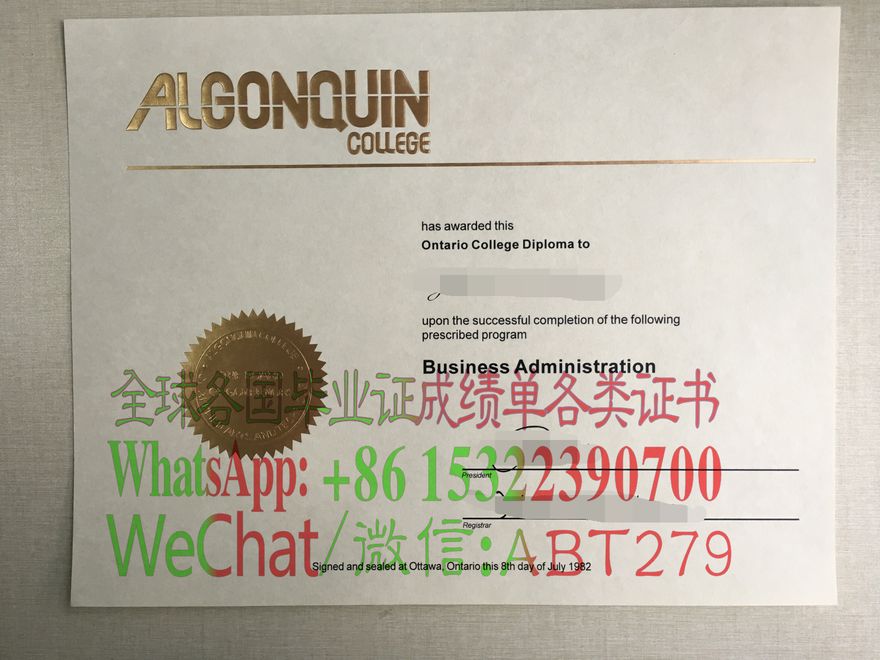 ALGONQUIN
COLLEGE
has awarded this
Ontario College Diploma to
upon the successful completion of the following
prescribed program
Business Administration
全球各国毕业证成绩单各类证书
WhatsApp: +86 15322390700
President
Registrar
WeChat/微信:ABT279
Signed and sealed at Ottawa, Ontario this 8th day of July 1982